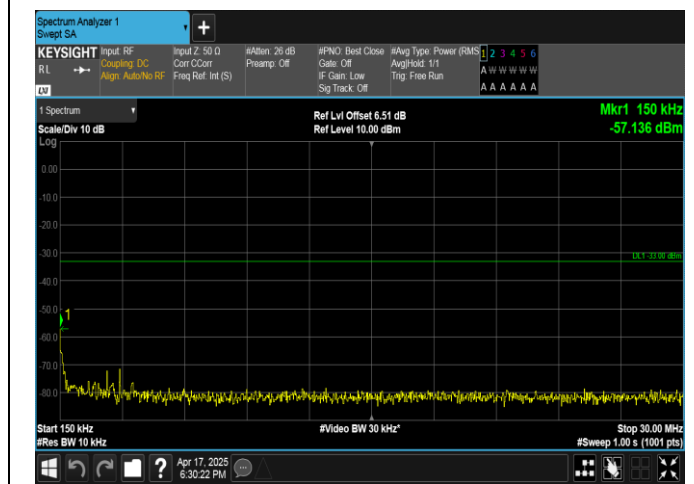 Spectrum Analyzer 1
Swept SA
+
KEYSIGHT Input: RF Input Z: 50 Ω #Atten: 26 dB #PNO: Best Close #Avg Type: Power (RMS 1 2 3 4 5 6
RL Coupling: DC Corr CCorr Preamp: Off Gate: Off Avg|Hold: 1/1 A W W W W W
Align: Auto/No RF Freq Ref: Int (S) IF Gain: Low Trig: Free Run
LXI Sig Track: Off A A A A A A
1 Spectrum Ref Lvl Offset 6.51 dB Mkr1 150 kHz
Scale/Div 10 dB Ref Level 10.00 dBm -57.136 dBm
Log
0.00
-10.0
-20.0
-30.0
DL1 -33.00 dBm
-40.0
-50.0
1
-60.0
-70.0
-80.0
Start 150 kHz #Video BW 30 kHz* Stop 30.00 MHz
#Res BW 10 kHz #Sweep 1.00 s (1001 pts)
? Apr 17, 2025
6:30:22 PM